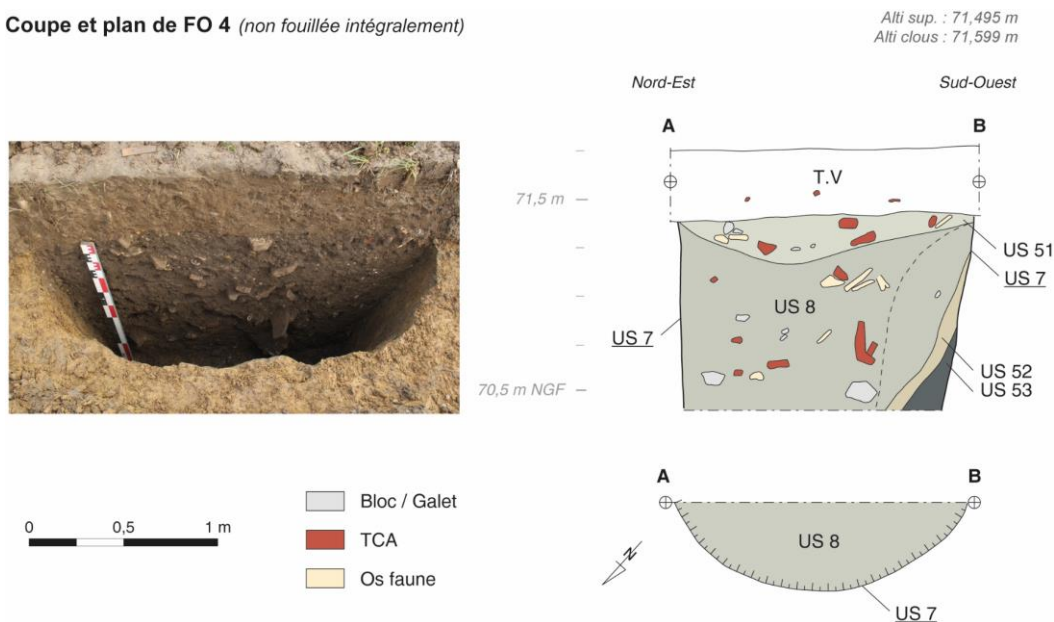 Coupe et plan de FO 4 (non fouillée intégralement)
Alti sup. : 71,495 m
Alti clous : 71,599 m
Nord-Est
Sud-Ouest
A
B
T.V
71,5 m
US 51
US 7
US 8
US 7
US 52
US 53
70,5 m NGF
A
B
Bloc / Galet
0
0,5
1 m
TCA
US 8
N
Os faune
US 7